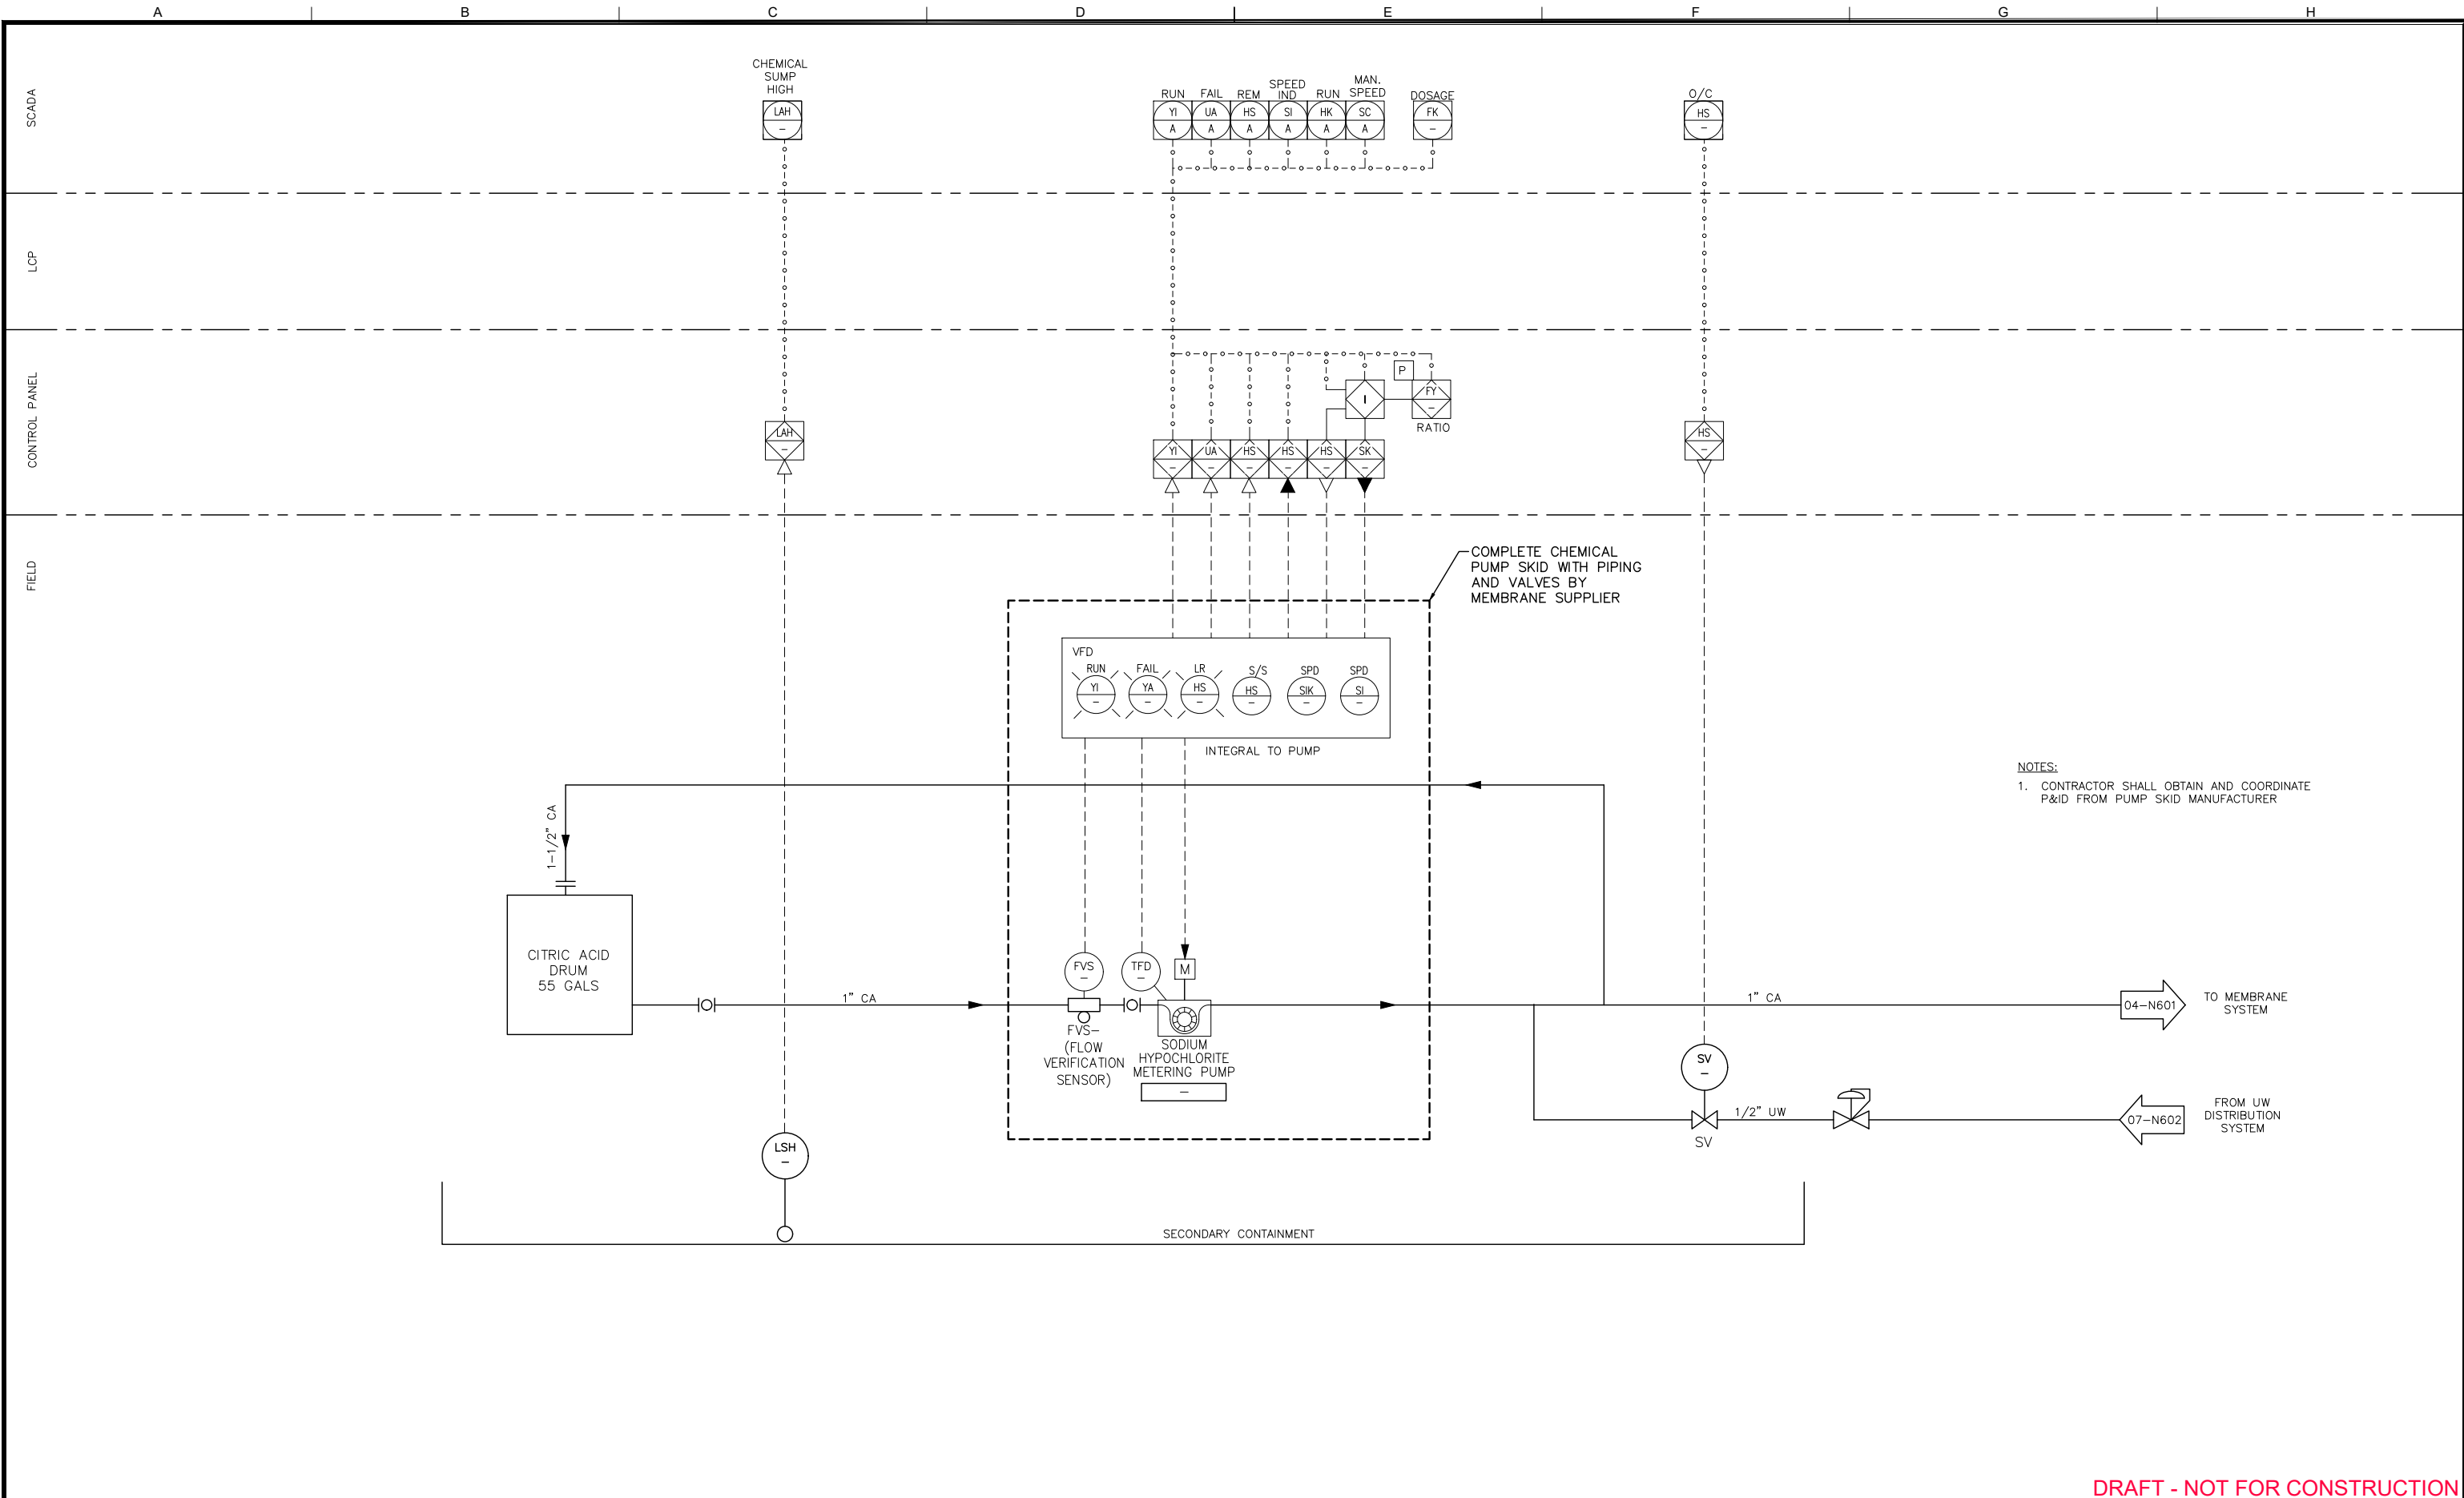 A B C D E F G H
SCADA
CHEMICAL
SUMP
HIGH
LAH
–
RUN FAIL REM SPEED
IND RUN MAN.
SPEED DOSAGE
YI UA HS SI HK SC FK
A A A A A A –
O/C
HS
–
LCP
CONTROL PANEL
LAH
–
P
I
FY
–
RATIO
YI UA HS HS HS SK
– – – – – –
HS
–
FIELD
COMPLETE CHEMICAL
PUMP SKID WITH PIPING
AND VALVES BY
MEMBRANE SUPPLIER
VFD
RUN FAIL LR S/S SPD SPD
YI YA HS HS SIK SI
– – – – – –
INTEGRAL TO PUMP
NOTES:
1. CONTRACTOR SHALL OBTAIN AND COORDINATE
P&ID FROM PUMP SKID MANUFACTURER
1-1/2" CA
CITRIC ACID
DRUM
55 GALS
1" CA
FVS
–
TFD
–
M
FVS–
(FLOW
VERIFICATION
SENSOR)
SODIUM
HYPOCHLORITE
METERING PUMP
–
1" CA
04-N601
TO MEMBRANE
SYSTEM
SV
–
SV
1/2" UW
07-N602
FROM UW
DISTRIBUTION
SYSTEM
LSH
–
SECONDARY CONTAINMENT
DRAFT - NOT FOR CONSTRUCTION